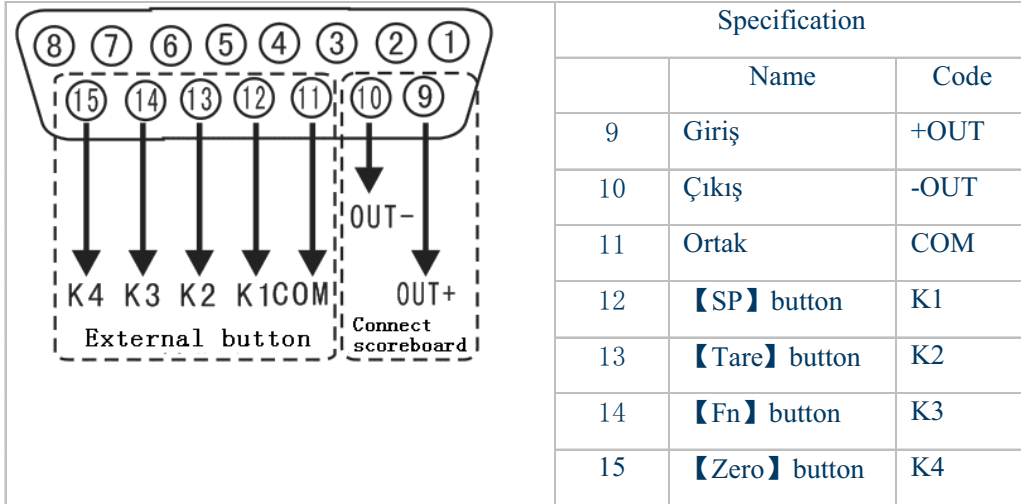 8 7 6 5 4 3 2 1
15 14 13 12 11 10 9
OUT-
K4 K3 K2 K1 COM OUT+
External button
Connect
scoreboard
Specification
Name Code
9 Giriş +OUT
10 Çıkış -OUT
11 Ortak COM
12 【SP】button K1
13 【Tare】button K2
14 【Fn】button K3
15 【Zero】button K4